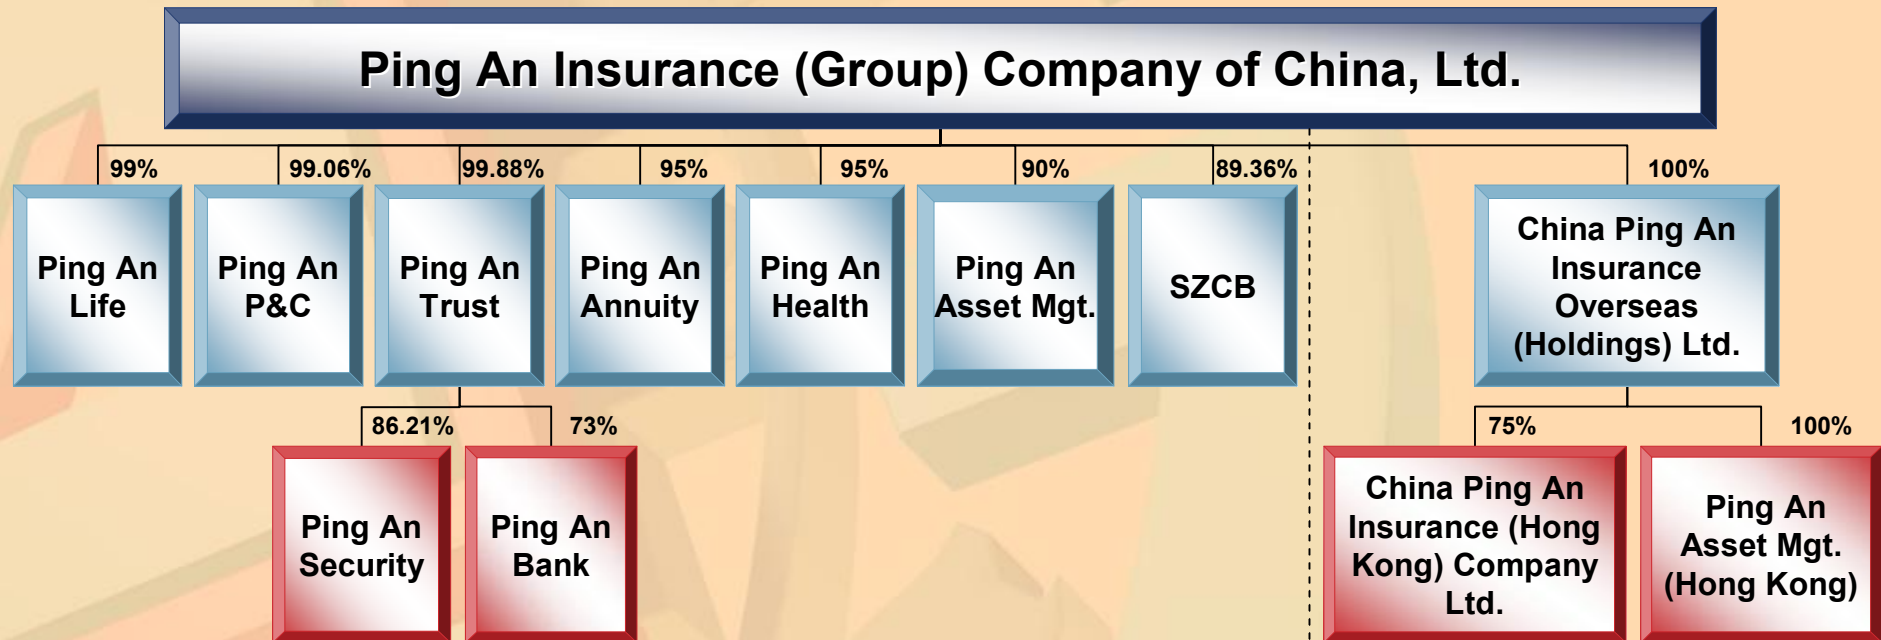 Ping An Insurance (Group) Company of China, Ltd.
99%
99.06%
99.88%
95%
95%
90%
89.36%
100%
Ping An
Life
Ping An
P&C
Ping An
Trust
Ping An
Annuity
Ping An
Health
Ping An
Asset Mgt.
SZCB
China Ping An
Insurance
Overseas
(Holdings) Ltd.
86.21%
73%
75%
100%
Ping An
Security
Ping An
Bank
China Ping An
Insurance (Hong
Kong) Company
Ltd.
Ping An
Asset Mgt.
(Hong Kong)